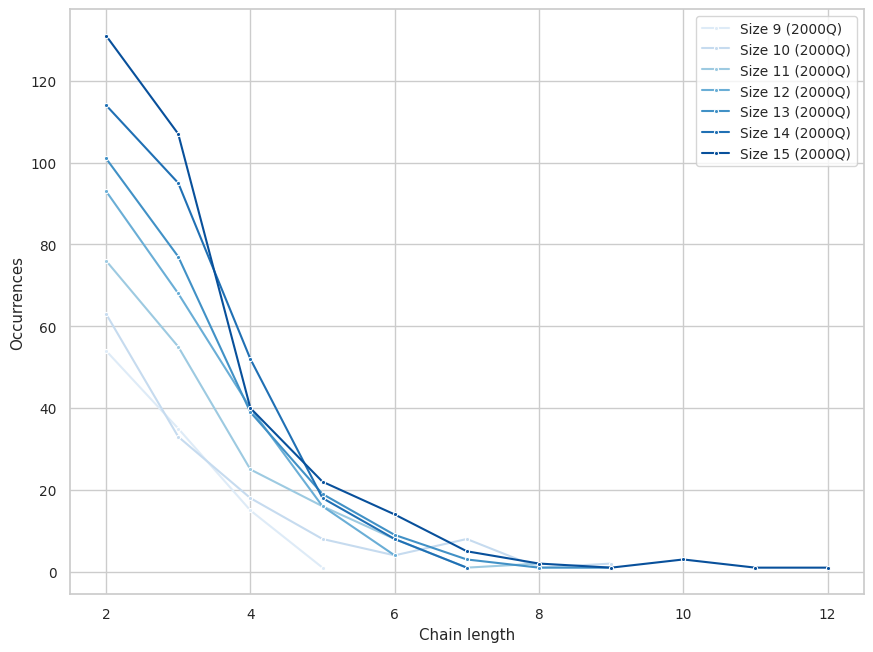 Size 9 (2000Q)
Size 10 (2000Q)
Size 11 (2000Q)
Size 12 (2000Q)
Size 13 (2000Q)
Size 14 (2000Q)
Size 15 (2000Q)
120
100
80
60
40
20
0
Occurrences
2 4 6 8 10 12
Chain length